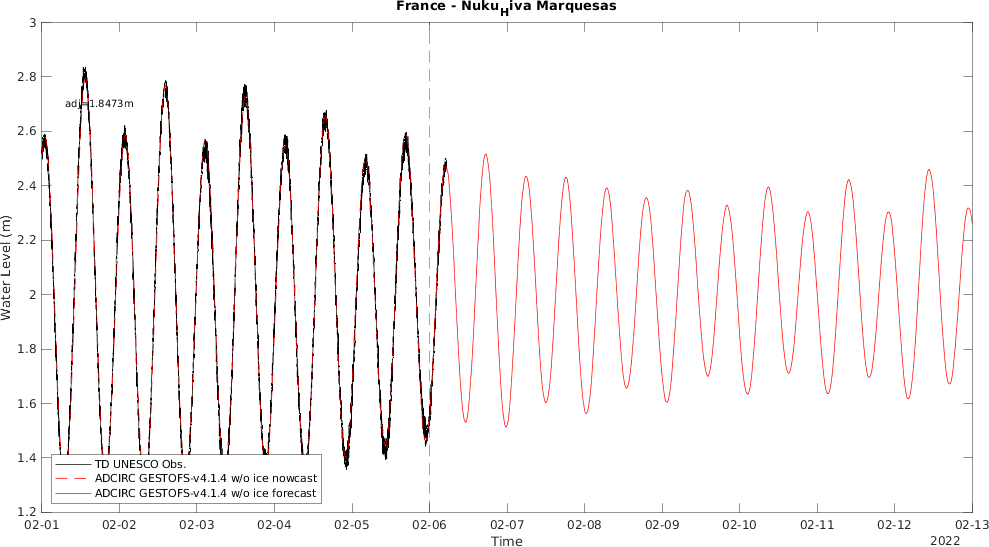 France - Nuku_Hiva Marquesas
3
2.8
2.6
2.4
2.2
2
1.8
1.6
1.4
1.2
Water Level (m)
adj=1.8473m
TD UNESCO Obs.
ADCIRC GESTOFS-v4.1.4 w/o ice nowcast
ADCIRC GESTOFS-v4.1.4 w/o ice forecast
02-01 02-02 02-03 02-04 02-05 02-06 02-07 02-08 02-09 02-10 02-11 02-12 02-13
Time
2022